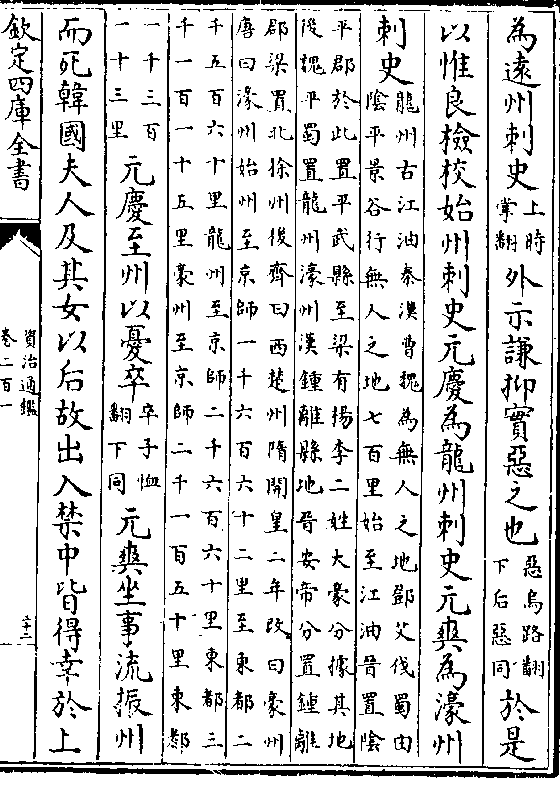 為遠州刺史上時掌翻外示謙抑實惡之也惡烏路翻下后惡同於是
以惟良檢校始州刺史元慶為龍州刺史元爽為濠州
刺史龍州古江油秦漢曹魏為無人之地鄧艾伐蜀由
陰平景谷行無人之地七百里始至江油晉置陰
平郡於此置平武縣至梁有揚李二姓大豪分據其地
後魏平蜀置龍州濠州漢鍾離縣地晉安帝分置鍾離
郡梁置北徐州後齊曰西楚州隋開皇二年改曰豪州
唐曰濠州始州至京師一千六百六十二里至東都二
千五百六十里龍州至京師二千六百六十里東都三
千一百一十五里豪州至京師二千一百五十里東都
一千三百一十三里元慶至州以憂卒卒子恤翻下同元爽坐事流振州
而死韓國夫人及其女以后故出入禁中皆得幸於上
欽定四庫全書
資治通鑑
卷二百一